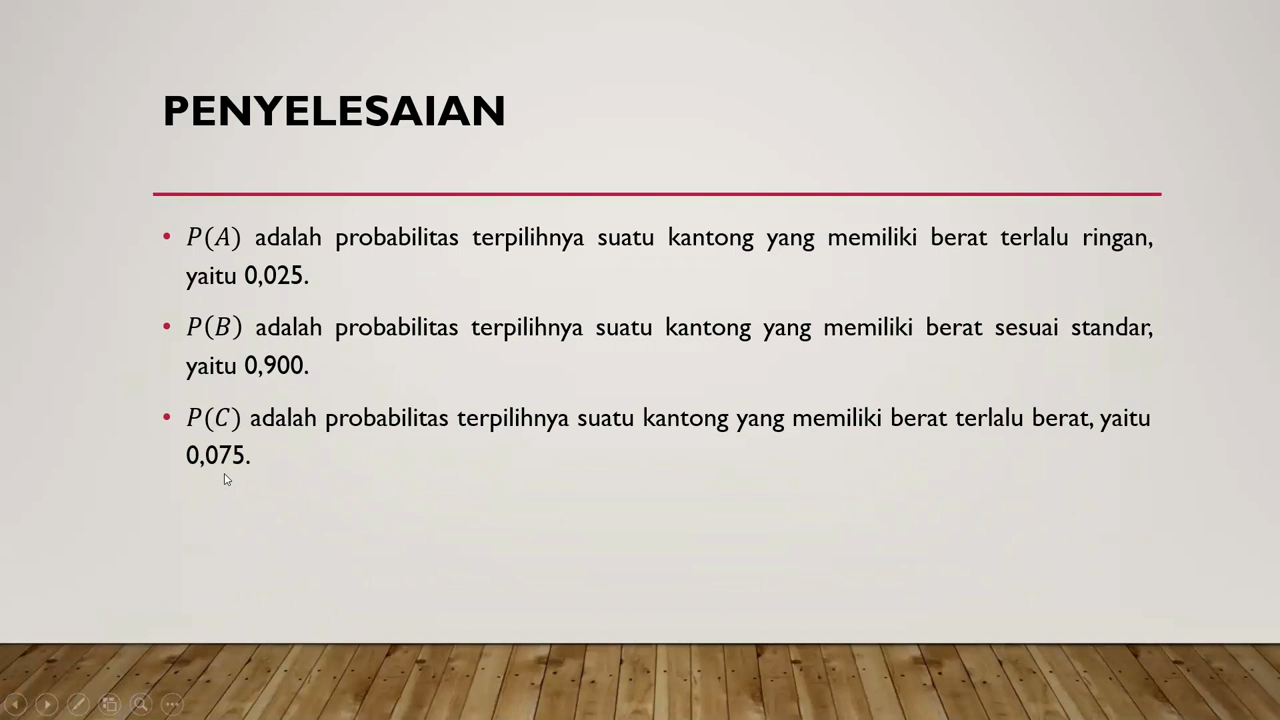 PENYELESAIAN
• P(A) adalah probabilitas terpilihnya suatu kantong yang memiliki berat terlalu ringan,
yaitu 0,025.
• P(B) adalah probabilitas terpilihnya suatu kantong yang memiliki berat sesuai standar,
yaitu 0,900.
• P(C) adalah probabilitas terpilihnya suatu kantong yang memiliki berat terlalu berat, yaitu
0,075.